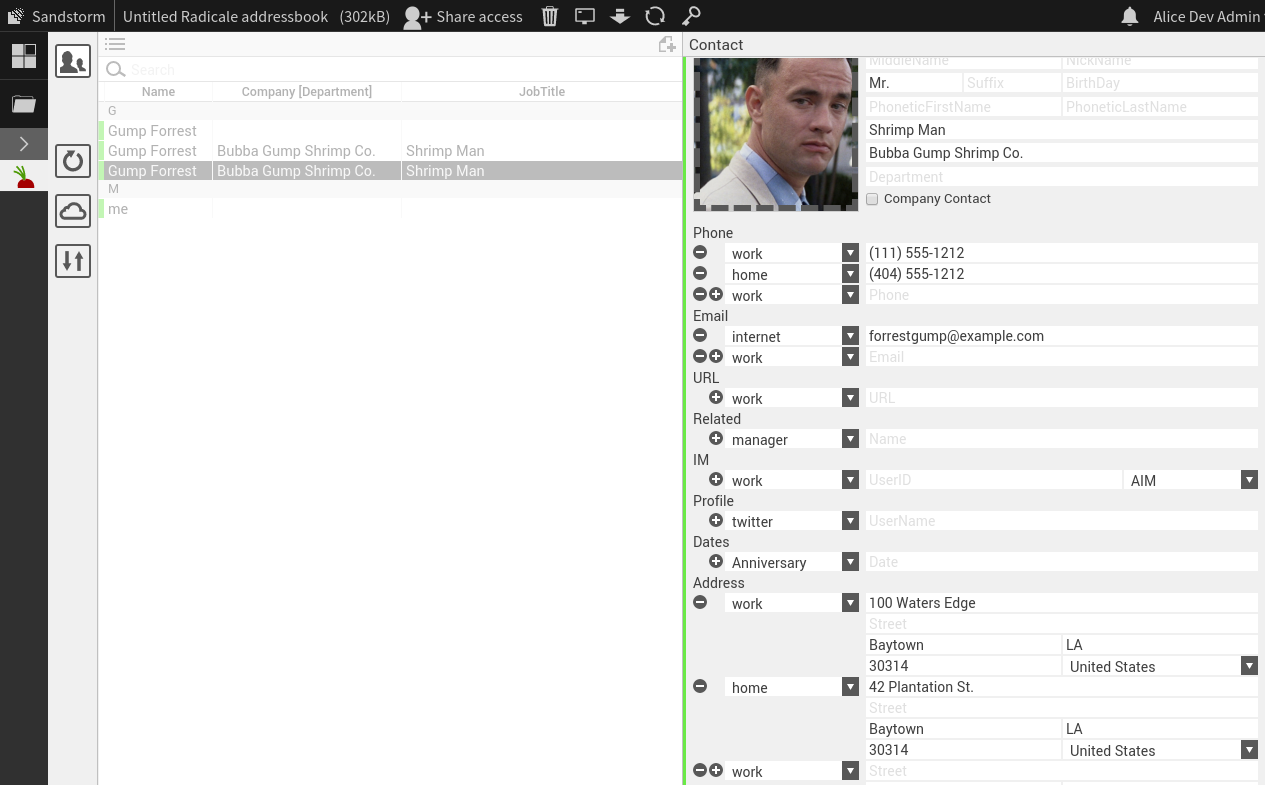 Sandstorm Untitled Radicale addressbook (302kB) Share access Alice Dev Admin
Contact
Search
Name Company [Department] JobTitle
G
Gump Forrest
Gump Forrest Bubba Gump Shrimp Co. Shrimp Man
Gump Forrest Bubba Gump Shrimp Co. Shrimp Man
M
me
MiddleName NickName
Mr. Suffix BirthDay
PhoneticFirstName PhoneticLastName
Shrimp Man
Bubba Gump Shrimp Co.
Department
Company Contact
Phone
work (111) 555-1212
home (404) 555-1212
work Phone
Email
internet forrestgump@example.com
work Email
URL
work URL
Related
manager Name
IM
work UserID AIM
Profile
twitter UserName
Dates
Anniversary Date
Address
work 100 Waters Edge
Street
Baytown LA
30314 United States
home 42 Plantation St.
Street
Baytown LA
30314 United States
work Street